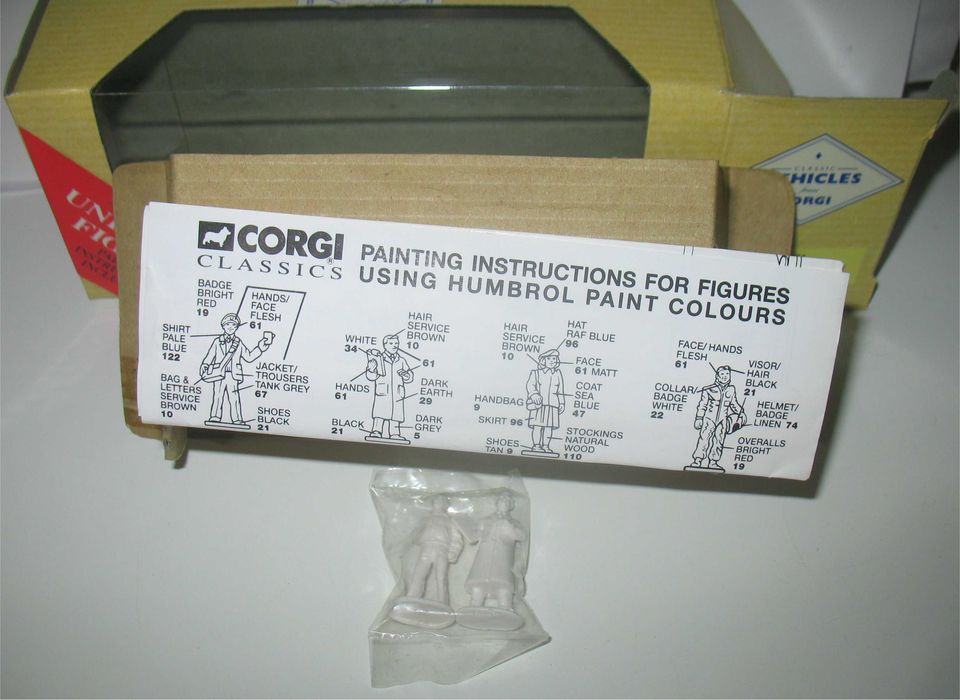 CORGI
CLASSICS
PAINTING INSTRUCTIONS FOR FIGURES
USING HUMBROL PAINT COLOURS
BADGE
BRIGHT
RED
19
HANDS/
FACE
FLESH
61
SHIRT
PALE
BLUE
122
JACKET/
TROUSERS
TANK GREY
67
BAG &
LETTERS
SERVICE
BROWN
10
SHOES
BLACK
21
HAIR
SERVICE
BROWN
10
WHITE
34
61
HANDS
61
DARK
EARTH
29
BLACK
21
DARK
GREY
5
HAIR
SERVICE
BROWN
10
HAT
RAF BLUE
96
FACE
61 MATT
COAT
SEA
BLUE
47
HANDBAG
9
SKIRT 96
SHOES
TAN 9
STOCKINGS
NATURAL
WOOD
110
FACE/HANDS
FLESH
61
VISOR/
HAIR
BLACK
21
COLLAR/
BADGE
WHITE
22
HELMET/
BADGE
LINEN 74
OVERALLS
BRIGHT
RED
19
CLASSIC
HICLES
from
ORGI
UN
FIG